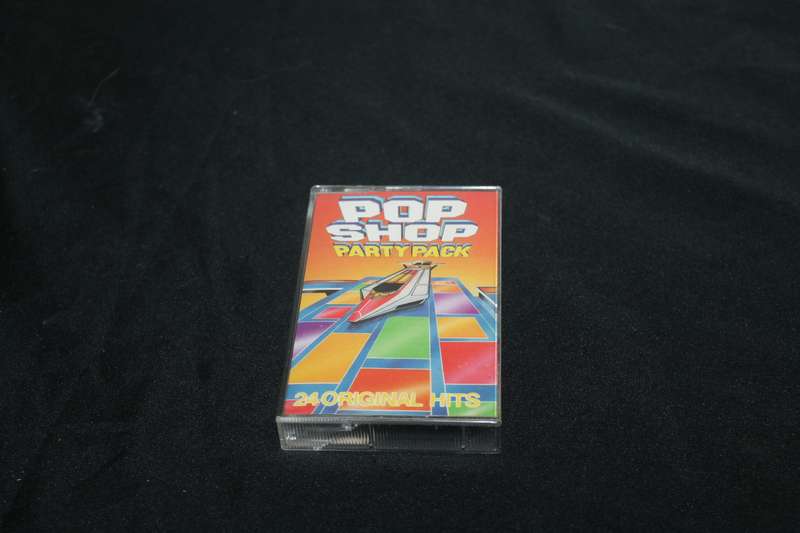 POP
SHOP
PARTY PACK
24 ORIGINAL HITS